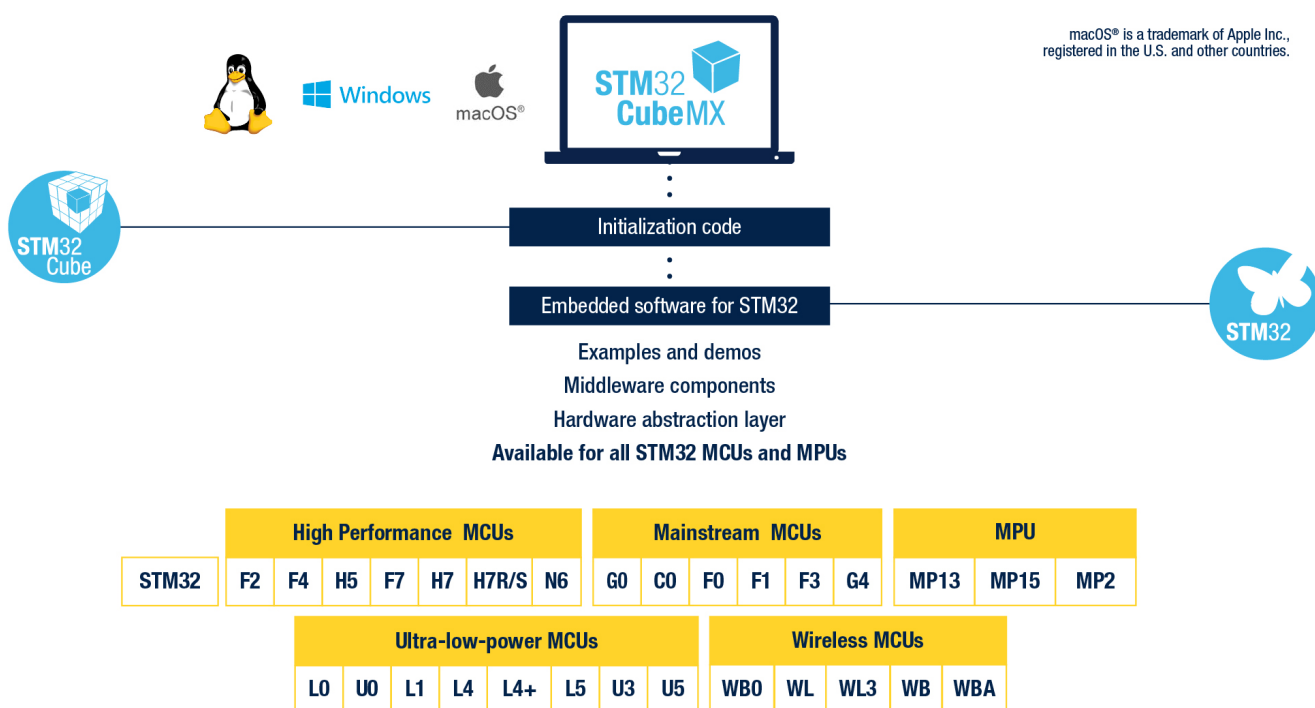 macOS® is a trademark of Apple Inc.,
registered in the U.S. and other countries.
Windows
macOS®
STM32
CubeMX
STM32
Cube
Initialization code
Embedded software for STM32
STM32
Examples and demos
Middleware components
Hardware abstraction layer
Available for all STM32 MCUs and MPUs
High Performance MCUs
Mainstream MCUs
MPU
STM32
F2 F4 H5 F7 H7 H7R/S N6
G0 C0 F0 F1 F3 G4
MP13 MP15 MP2
Ultra-low-power MCUs
Wireless MCUs
L0 U0 L1 L4 L4+ L5 U3 U5
WB0 WL WL3 WB WBA